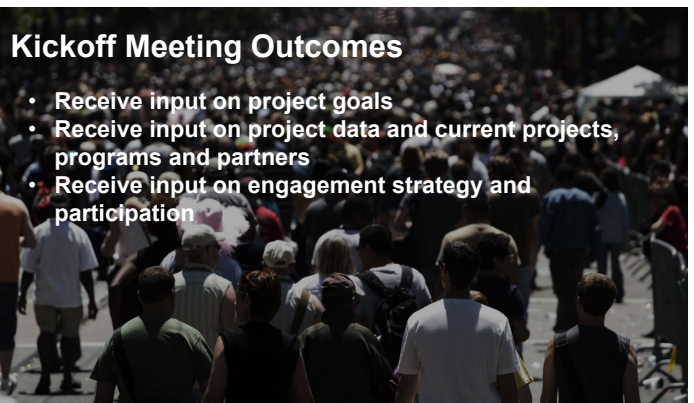 Kickoff Meeting Outcomes
• Receive input on project goals
• Receive input on project data and current projects,
programs and partners
• Receive input on engagement strategy and
participation